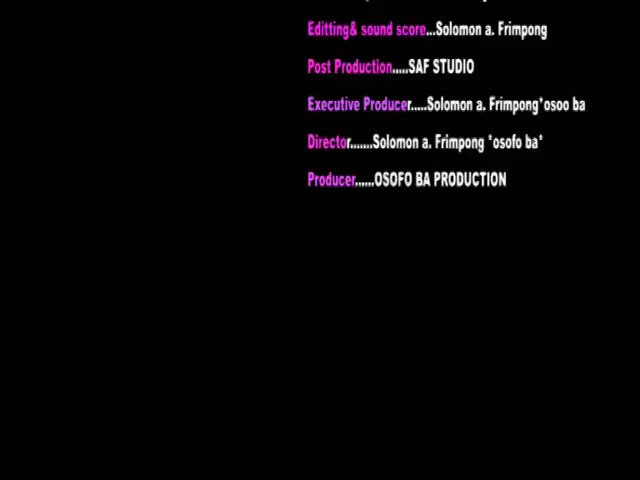 Editting& sound score...Solomon a. Frimpong
Post Production.....SAF STUDIO
Executive Producer.....Solomon a. Frimpong*osoo ba
Director.......Solomon a. Frimpong *osofo ba*
Producer......OSOFO BA PRODUCTION